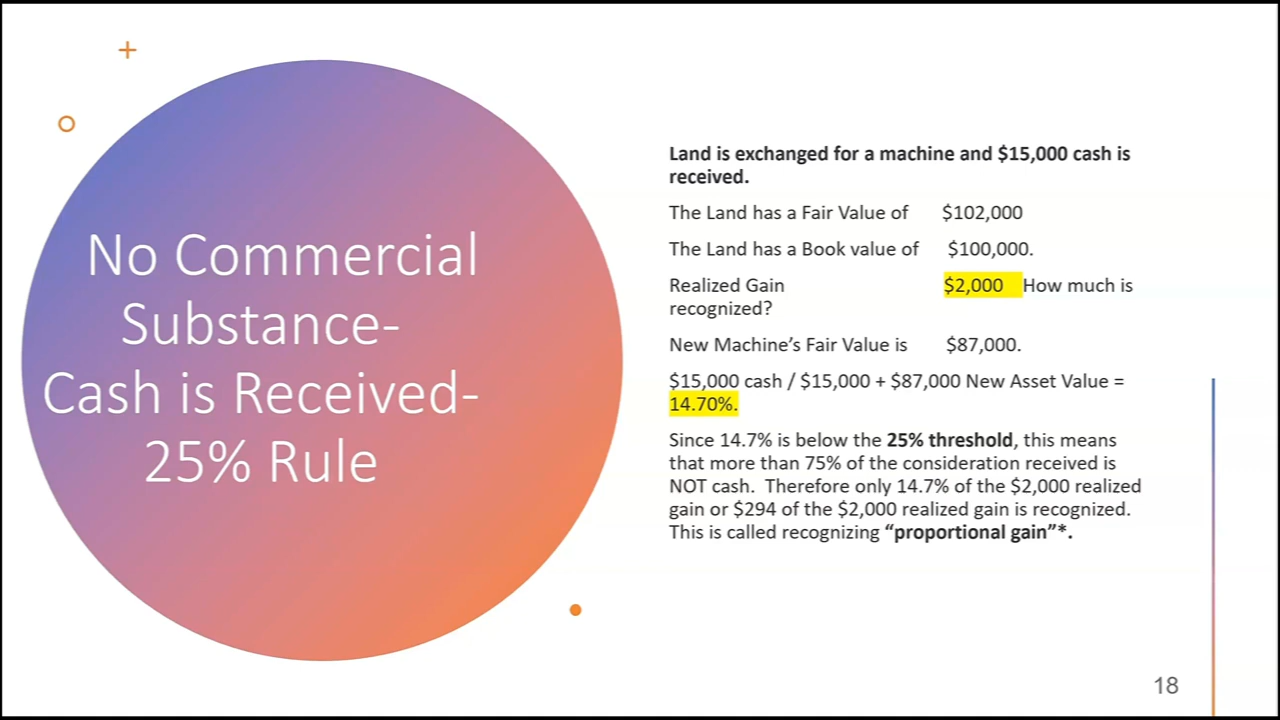 No Commercial
Substance-
Cash is Received-
25% Rule
Land is exchanged for a machine and $15,000 cash is
received.
The Land has a Fair Value of $102,000
The Land has a Book value of $100,000.
Realized Gain $2,000 How much is
recognized?
New Machine’s Fair Value is $87,000.
$15,000 cash / $15,000 + $87,000 New Asset Value =
14.70%.
Since 14.7% is below the 25% threshold, this means
that more than 75% of the consideration received is
NOT cash. Therefore only 14.7% of the $2,000 realized
gain or $294 of the $2,000 realized gain is recognized.
This is called recognizing “proportional gain”*.
18